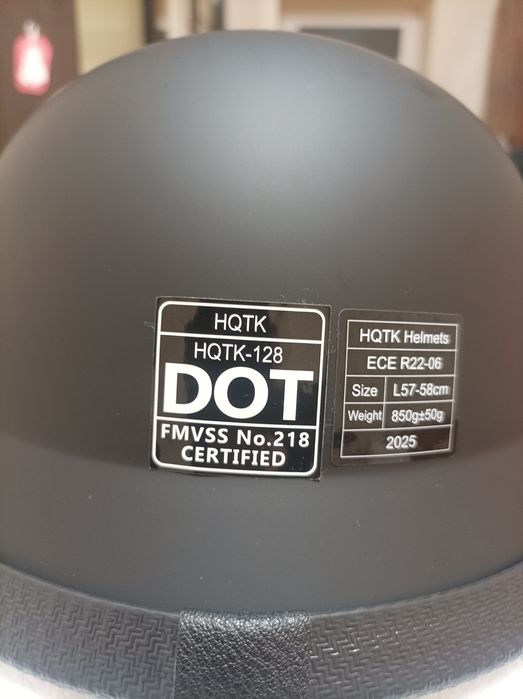 HQTK
HQTK-128
DOT
FMVSS No.218
CERTIFIED
HQTK Helmets
ECE R22-06
Size L57-58cm
Weight 850g±50g
2025